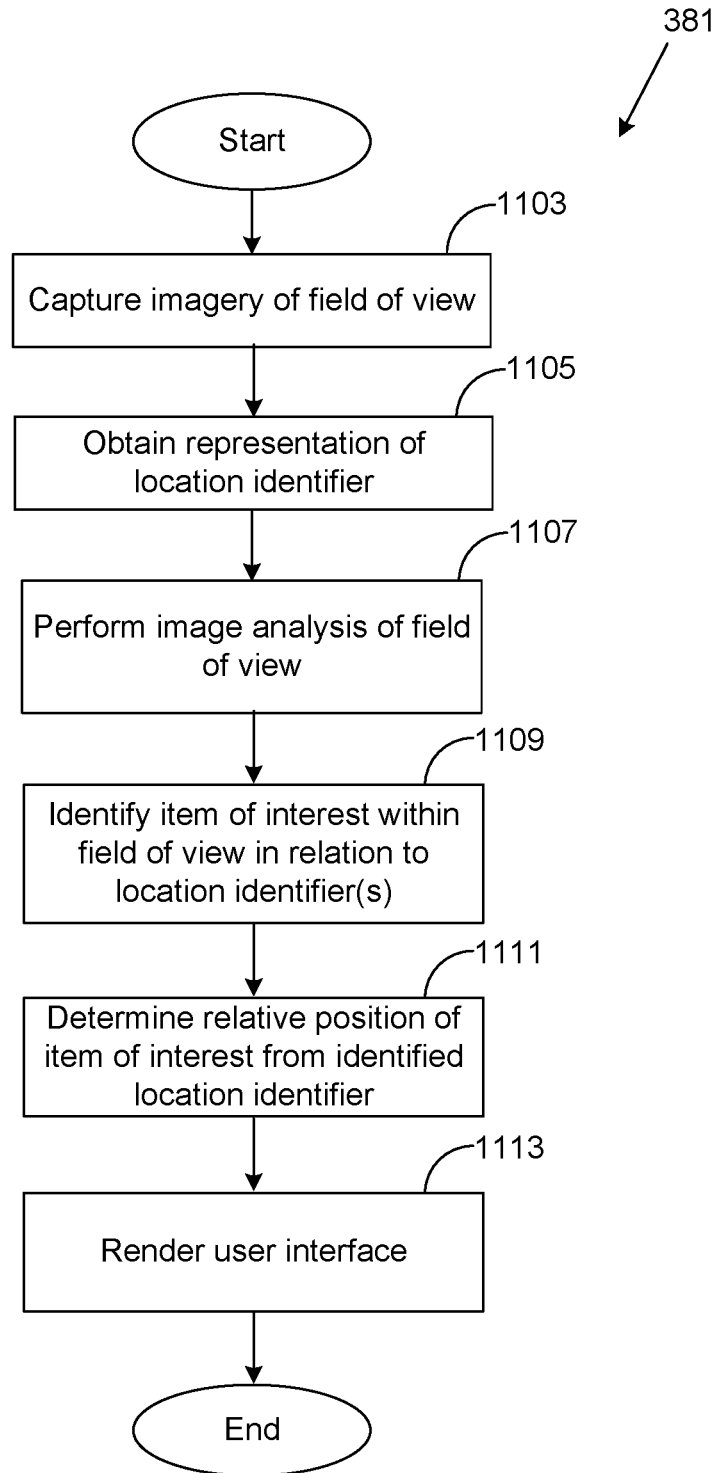 381
Start
1103
Capture imagery of field of view
1105
Obtain representation of
location identifier
1107
Perform image analysis of field
of view
1109
Identify item of interest within
field of view in relation to
location identifier(s)
1111
Determine relative position of
item of interest from identified
location identifier
1113
Render user interface
End